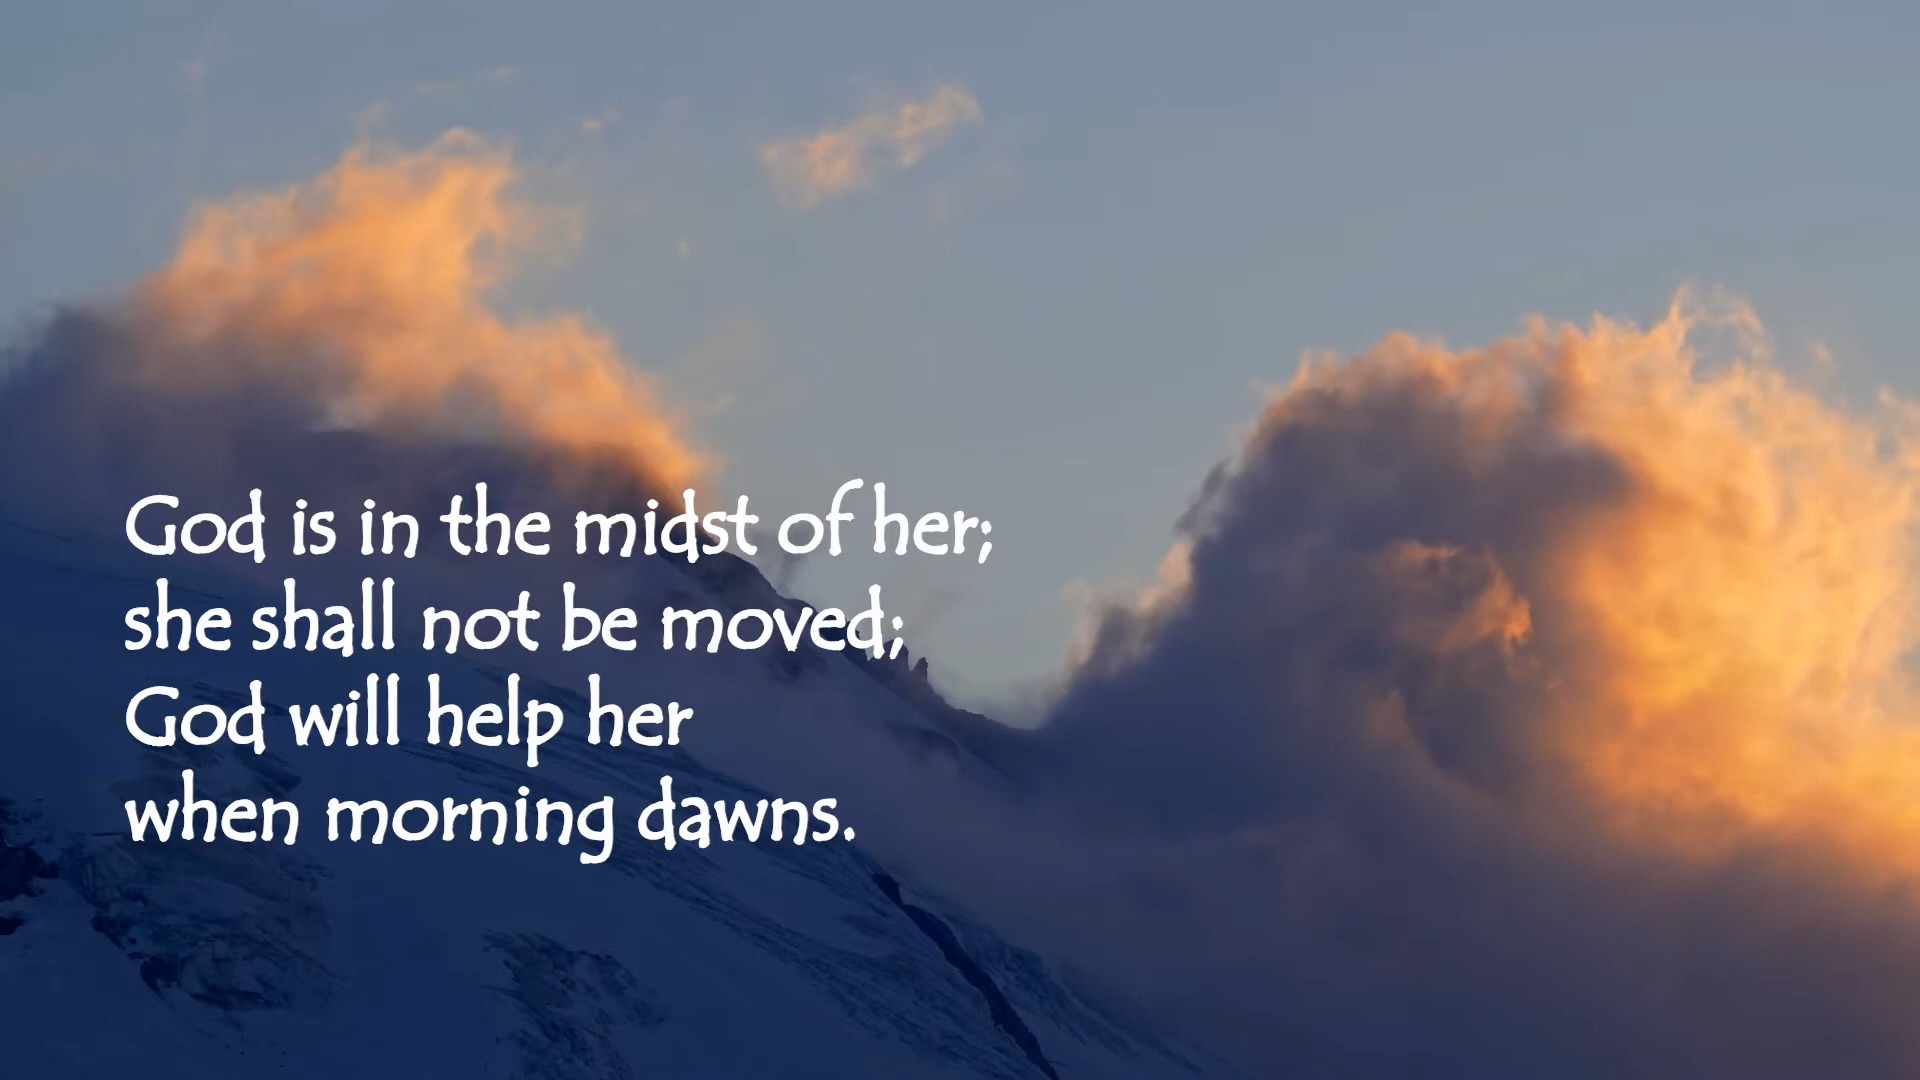 God is in the midst of her;
she shall not be moved;
God will help her
when morning dawns.